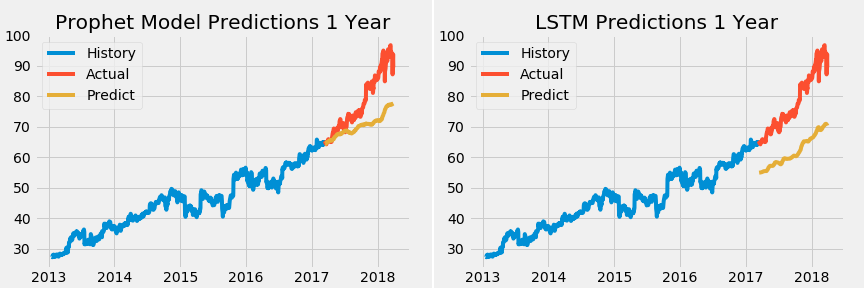 Prophet Model Predictions 1 Year
100
90
80
70
60
50
40
30
History
Actual
Predict
2013 2014 2015 2016 2017 2018
LSTM Predictions 1 Year
100
90
80
70
60
50
40
30
History
Actual
Predict
2013 2014 2015 2016 2017 2018